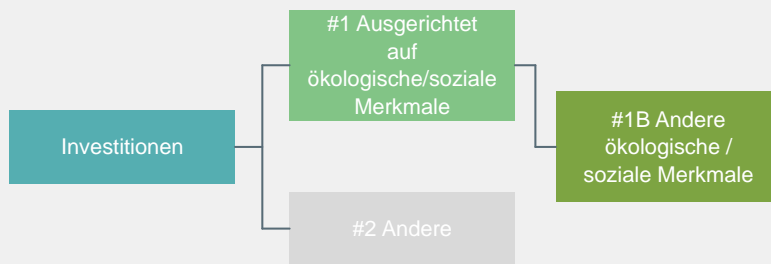 #1 Ausgerichtet
auf
ökologische/soziale
Merkmale
Investitionen
#1B Andere
ökologische /
soziale Merkmale
#2 Andere